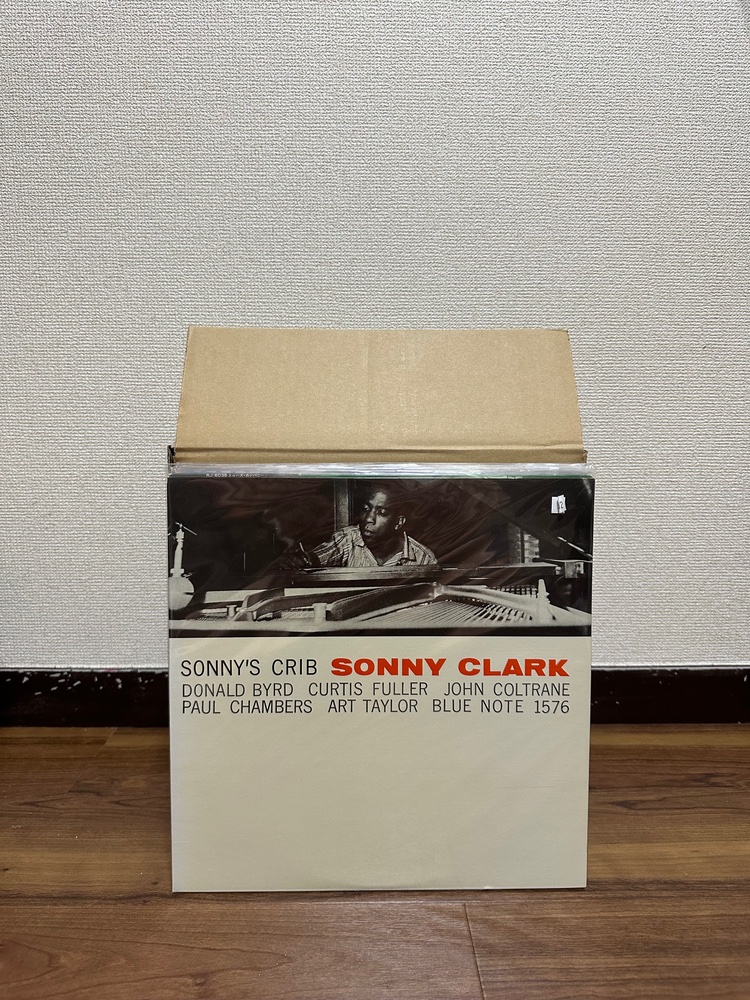 SONNY'S CRIB SONNY CLARK
DONALD BYRD CURTIS FULLER JOHN COLTRANE
PAUL CHAMBERS ART TAYLOR BLUE NOTE 1576